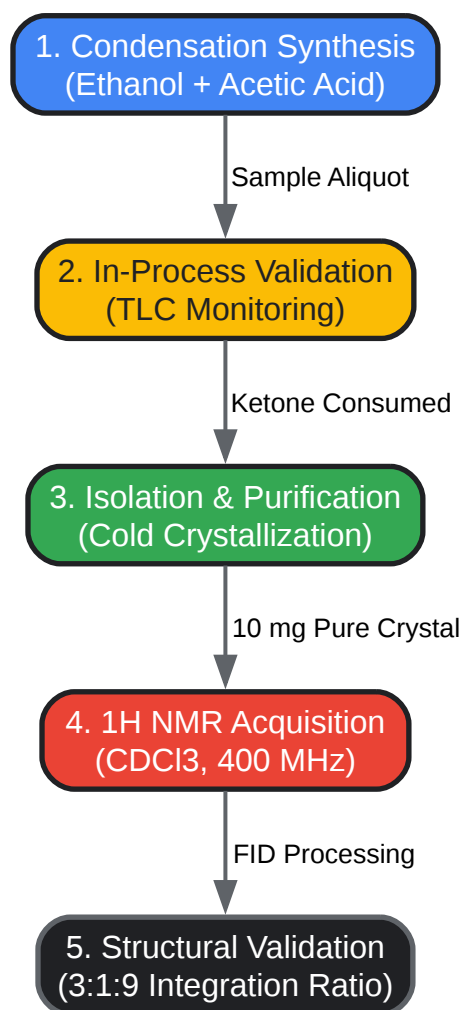 1. Condensation Synthesis
(Ethanol + Acetic Acid)
Sample Aliquot
2. In-Process Validation
(TLC Monitoring)
Ketone Consumed
3. Isolation & Purification
(Cold Crystallization)
10 mg Pure Crystal
4. 1H NMR Acquisition
(CDCl3, 400 MHz)
FID Processing
5. Structural Validation
(3:1:9 Integration Ratio)